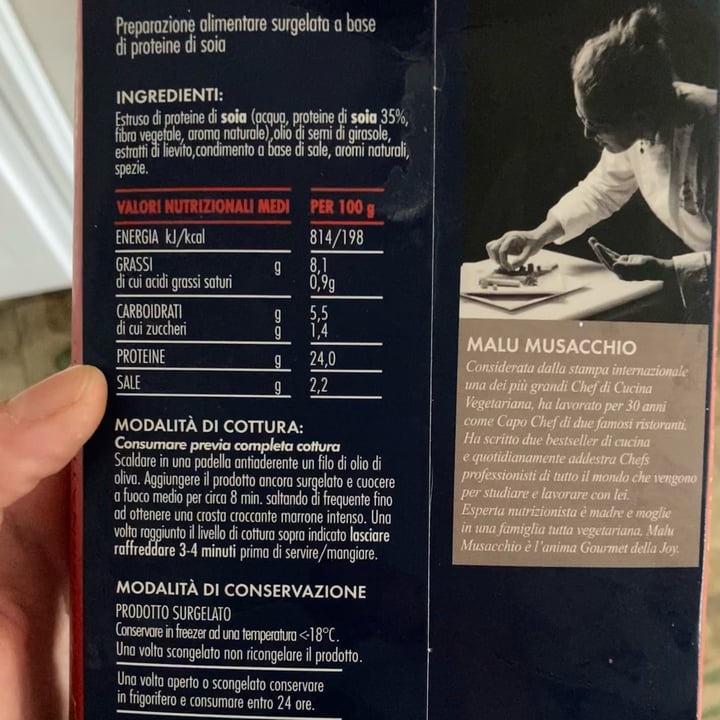 Preparazione alimentare surgelata a base
di proteine di soia
INGREDIENTI:
Estruso di proteine di soia (acqua, proteine di soia 35%,
fibra vegetale, aroma naturale),olio di semi di girasole,
estratti di lievito,condimento a base di sale, aromi naturali,
spezie.
VALORI NUTRIZIONALI MEDI PER 100 g
ENERGIA kJ/kcal 814/198
GRASSI g 8,1
di cui acidi grassi saturi 0,9g
CARBOIDRATI g 5,5
di cui zuccheri g 1,4
PROTEINE g 24,0
SALE g 2,2
MODALITÀ DI COTTURA:
Consumare previa completa cottura
Scaldare in una padella antiaderente un filo di olio di
oliva. Aggiungere il prodotto ancora surgelato e cuocere
a fuoco medio per circa 8 min. saltando di frequente fino
ad ottenere una crosta croccante marrone intenso. Una
volta raggiunto il livello di cottura sopra indicato lasciare
raffreddare 3-4 minuti prima di servire/mangiare.
MODALITÀ DI CONSERVAZIONE
PRODOTTO SURGELATO
Conservare in freezer ad una temperatura <-18°C.
Una volta scongelato non ricongelare il prodotto.
Una volta aperto o scongelato conservare
in frigorifero e consumare entro 24 ore.
MALU MUSACCHIO
Considerata dalla stampa internazionale
una dei più grandi Chef di Cucina
Vegetariana, ha lavorato per 30 anni
come Capo Chef di due famosi ristoranti.
Ha scritto due bestseller di cucina
e quotidianamente addestra Chefs
professionisti di tutto il mondo che vengono
per studiare e lavorare con lei.
Esperta nutrizionista è madre e moglie
in una famiglia tutta vegetariana, Malu
Musacchio è l'anima Gourmet della Joy.